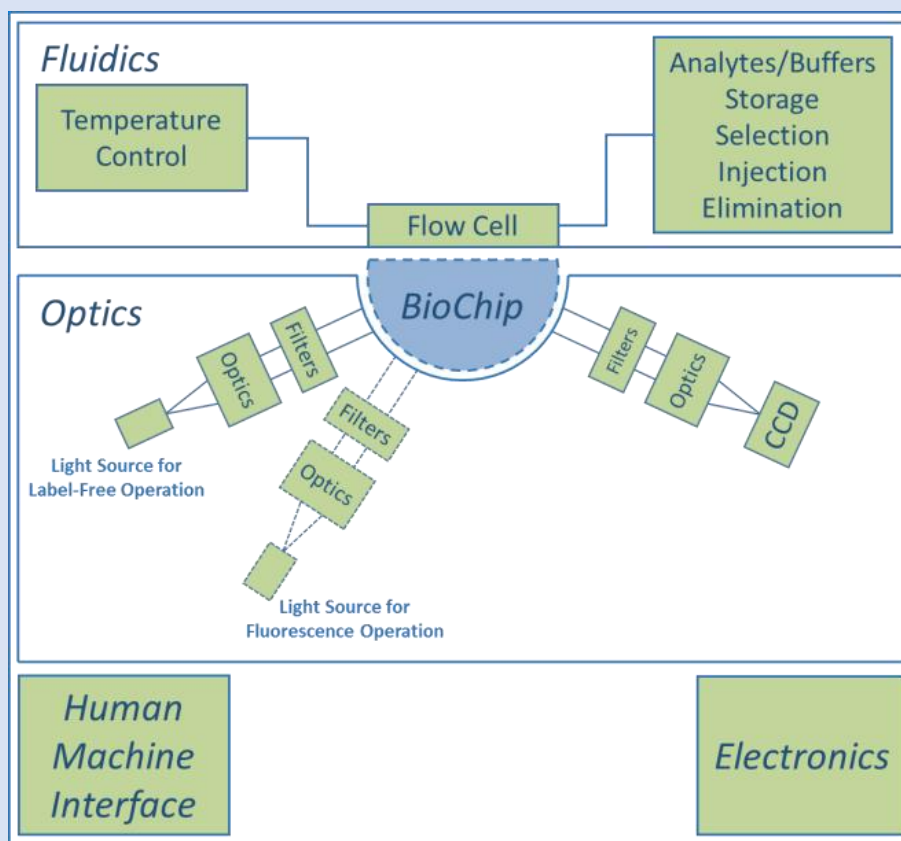 Fluidics
Temperature
Control
Analytes/Buffers
Storage
Selection
Injection
Elimination
Flow Cell
Optics
BioChip
Filters
Optics
Light Source for
Label-Free Operation
Filters
Optics
Light Source for
Fluorescence Operation
Filters
Optics
CCD
Human
Machine
Interface
Electronics